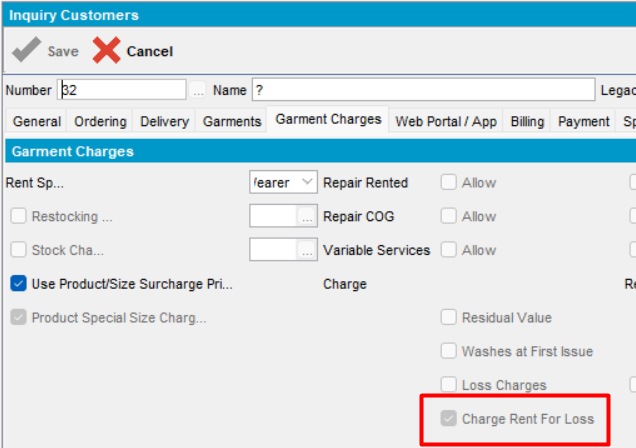 Inquiry Customers
Save Cancel
Number 32 ... Name ? Legac
General Ordering Delivery Garments Garment Charges Web Portal / App Billing Payment Sp
Garment Charges
Rent Sp... /earer Repair Rented Allow
Restocking ... ... Repair COG Allow
Stock Cha... ... Variable Services Allow
Use Product/Size Surcharge Pri... Charge Re
Product Special Size Charg... Residual Value
Washes at First Issue
Loss Charges
Charge Rent For Loss